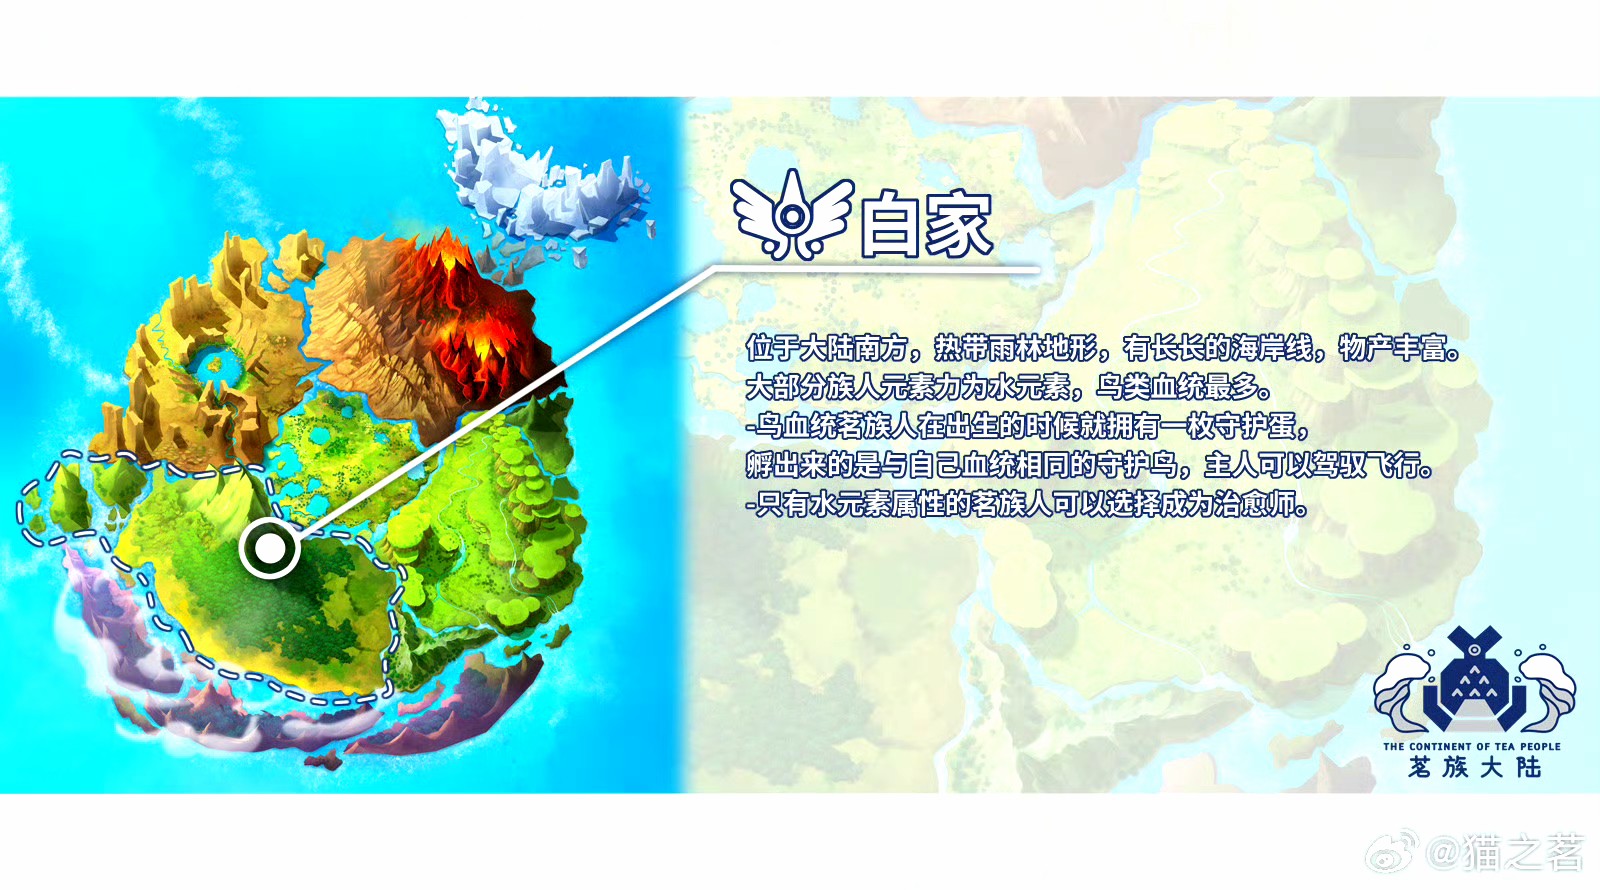 白家
位于大陆南方，热带雨林地形，有长长的海岸线，物产丰富。
大部分族人元素力为水元素，鸟类血统最多。
-鸟血统茗族人在出生的时候就拥有一枚守护蛋，
孵出来的是与自己血统相同的守护鸟，主人可以驾驭飞行。
-只有水元素属性的茗族人可以选择成为治愈师。
THE CONTINENT OF TEA PEOPLE
茗族大陆
@猫之茗